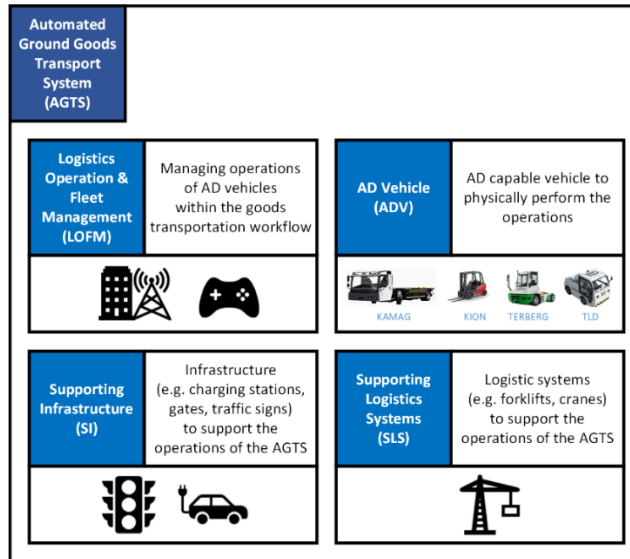 Automated
Ground Goods
Transport
System
(AGTS)
Logistics
Operation &
Fleet
Management
(LOFM)
Managing operations
of AD vehicles
within the goods
transportation workflow
AD Vehicle
(ADV)
AD capable vehicle to
physically perform the
operations
KAMAG
KION
TERBERG
TLD
Supporting
Infrastructure
(SI)
Infrastructure
(e.g. charging stations,
gates, traffic signs)
to support the
operations of the AGTS
Supporting
Logistics
Systems
(SLS)
Logistic systems
(e.g. forklifts, cranes)
to support the
operations of the AGTS